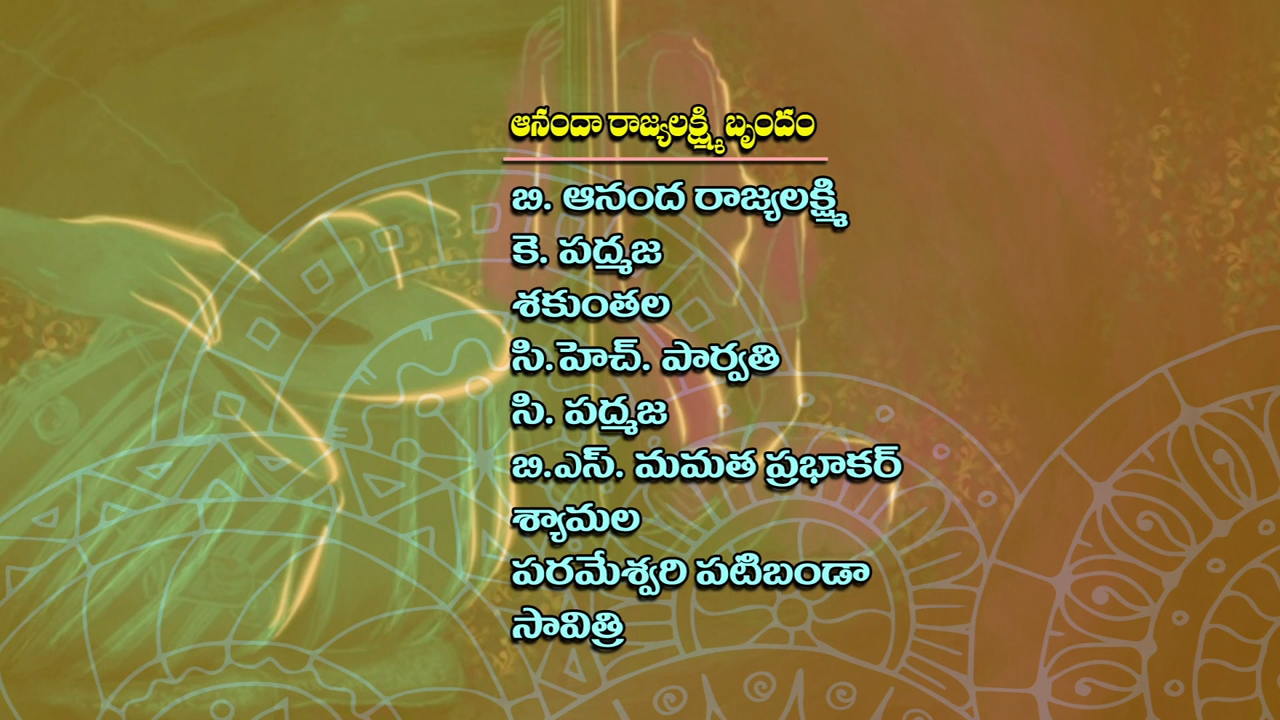 ఆనందా రాజ్యలక్ష్మి బృందం
బి. ఆనంద రాజ్యలక్ష్మి
కె. పద్మజ
శకుంతల
సి.హెచ్. పార్వతి
సి. పద్మజ
బి.ఎస్. మమత ప్రభాకర్
శ్యామల
పరమేశ్వరి పటిబండా
సావిత్రి